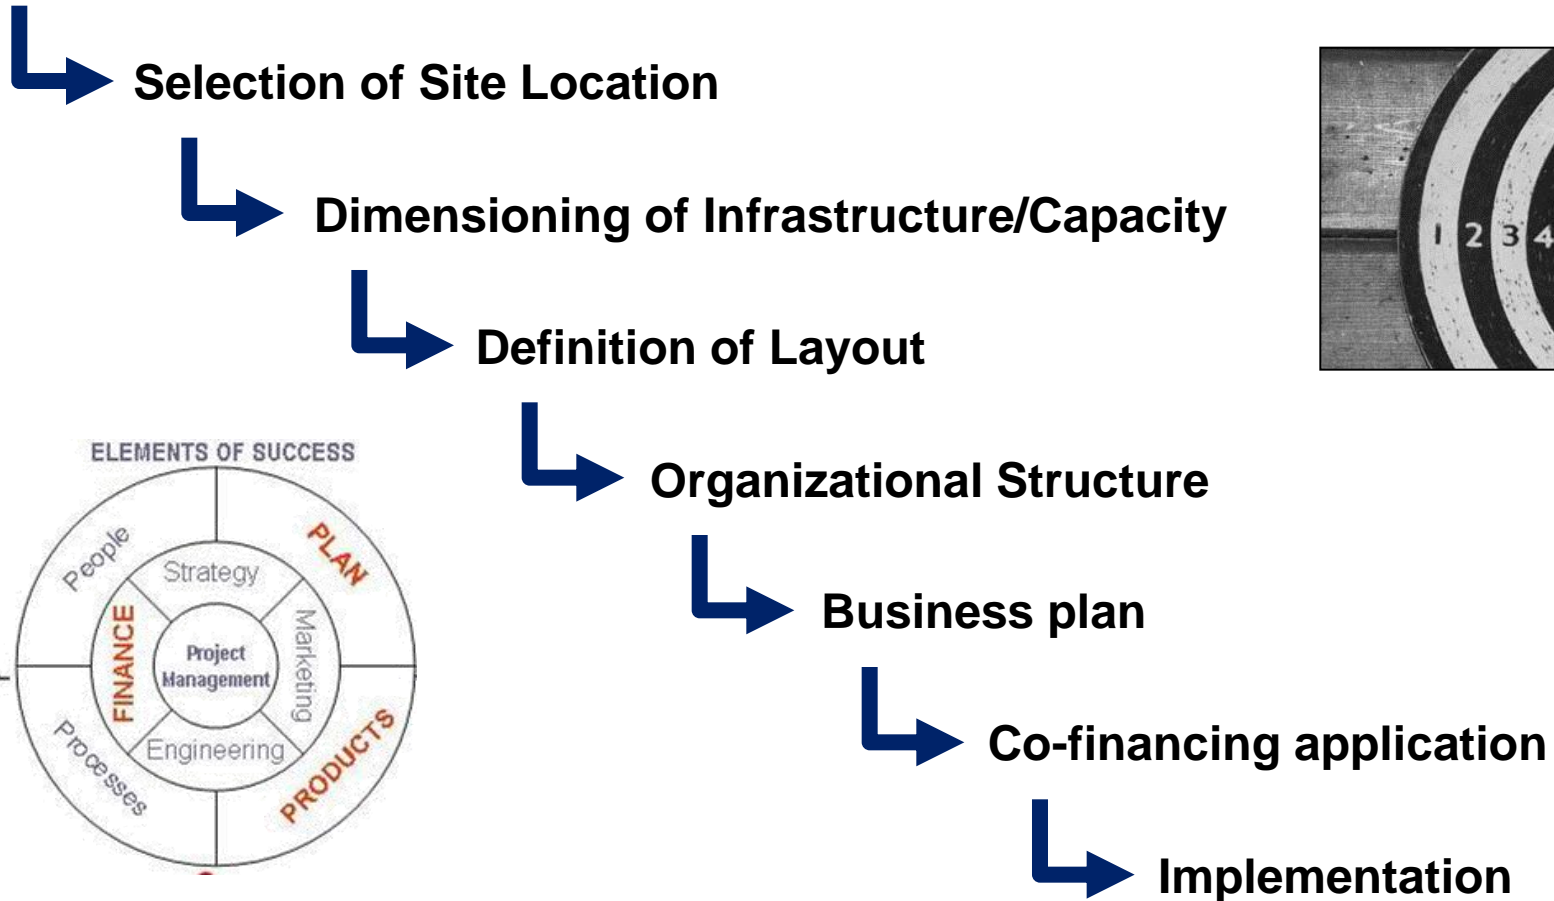 Selection of Site Location
Dimensioning of Infrastructure/Capacity
1 2 3 4
Definition of Layout
ELEMENTS OF SUCCESS
Organizational Structure
People
PLAN
Strategy
FINANCE
Project
Management
Marketing
Business plan
Processes
Engineering
PRODUCTS
Co-financing application
Implementation